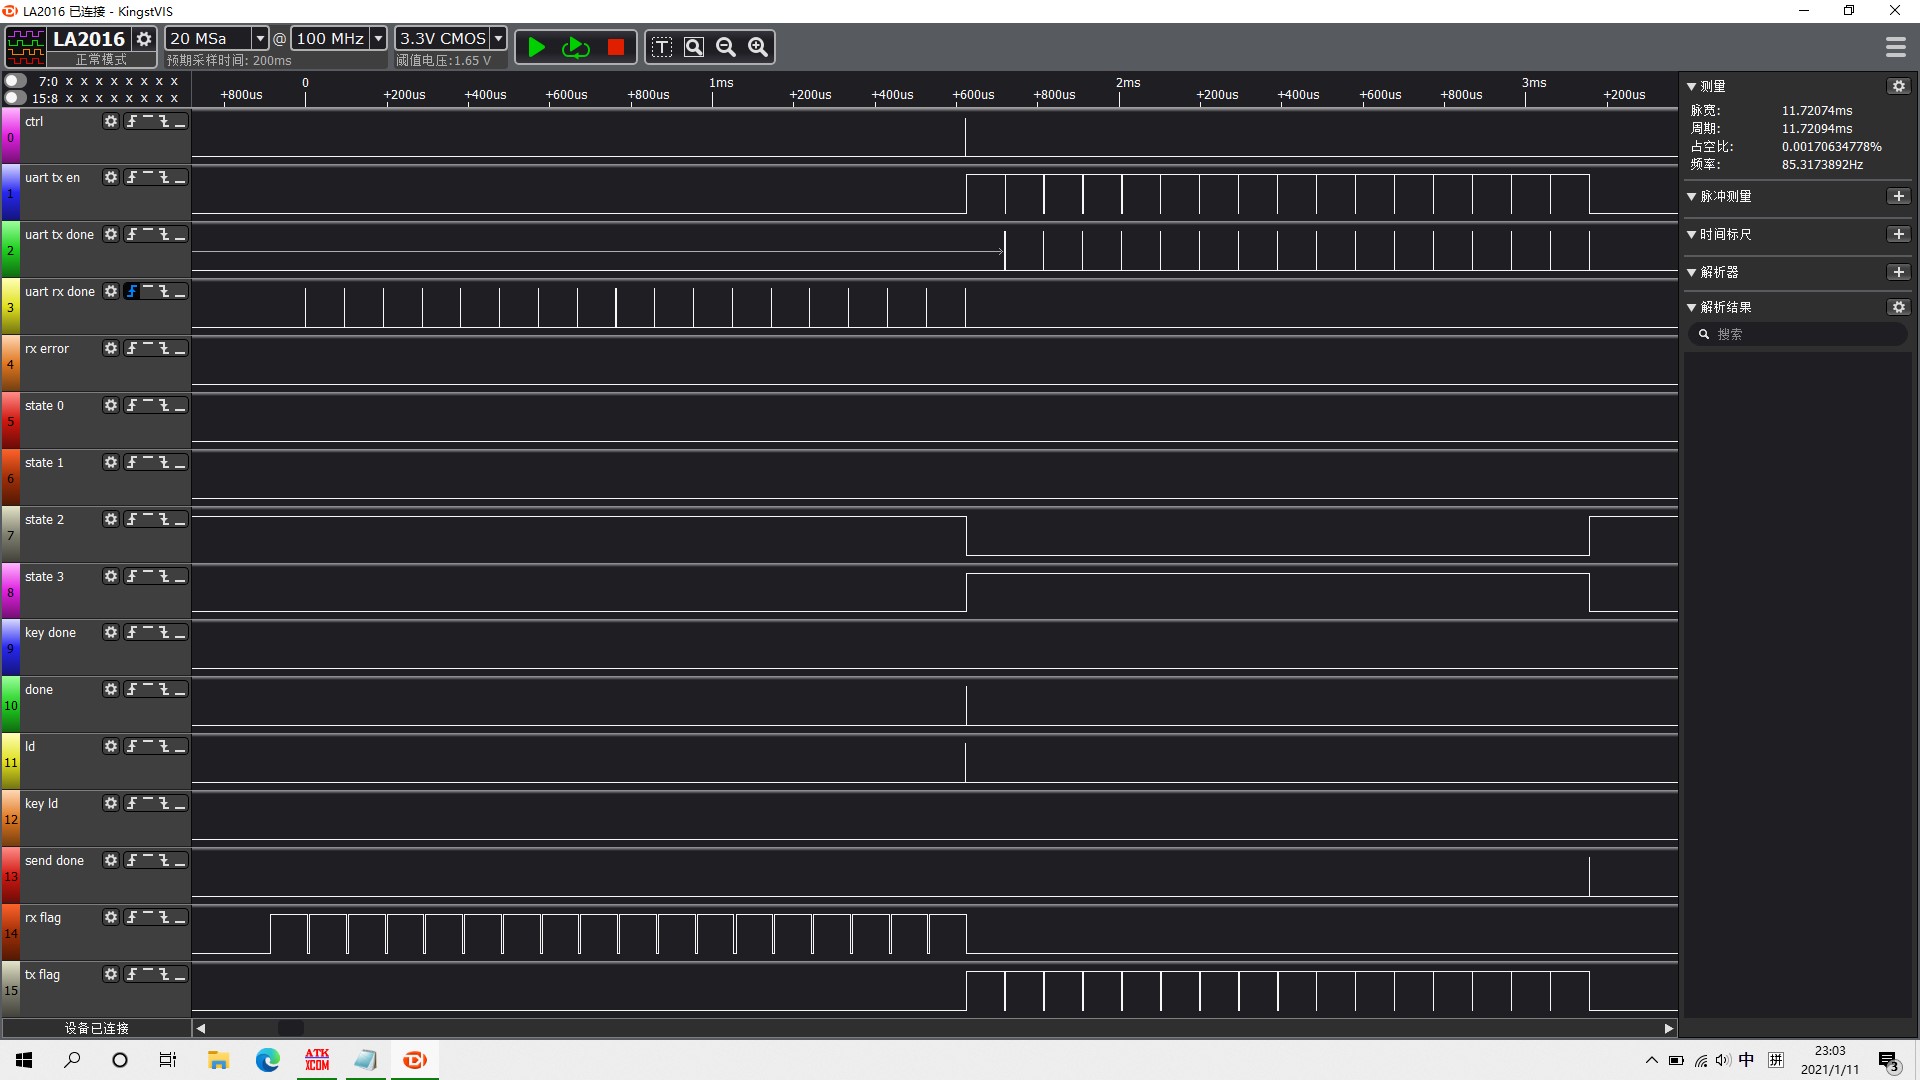 LA2016 已连接 - KingstVIS
LA2016
正常模式
20 MSa @ 100 MHz
预期采样时间: 200ms
3.3V CMOS
阈值电压:1.65 V
T
7:0 x x x x x x x x
15:8 x x x x x x x x
0 1ms 2ms 3ms
+800us +200us +400us +600us +800us +200us +400us +600us +800us +200us +400us +600us +800us +200us
0 ctrl
1 uart tx en
2 uart tx done
3 uart rx done
4 rx error
5 state 0
6 state 1
7 state 2
8 state 3
9 key done
10 done
11 ld
12 key ld
13 send done
14 rx flag
15 tx flag
设备已连接
测量
脉宽: 11.72074ms
周期: 11.72094ms
占空比: 0.00170634778%
频率: 85.3173892Hz
脉冲测量
时间标尺
解析器
解析结果
搜索
ATK
XCOM
中
拼
23:03
2021/1/11
3